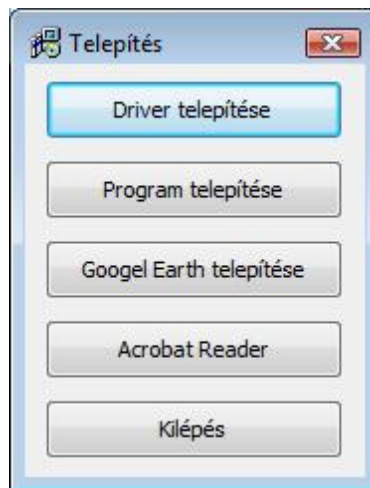 Telepítés
Driver telepítése
Program telepítése
Googel Earth telepítése
Acrobat Reader
Kilépés